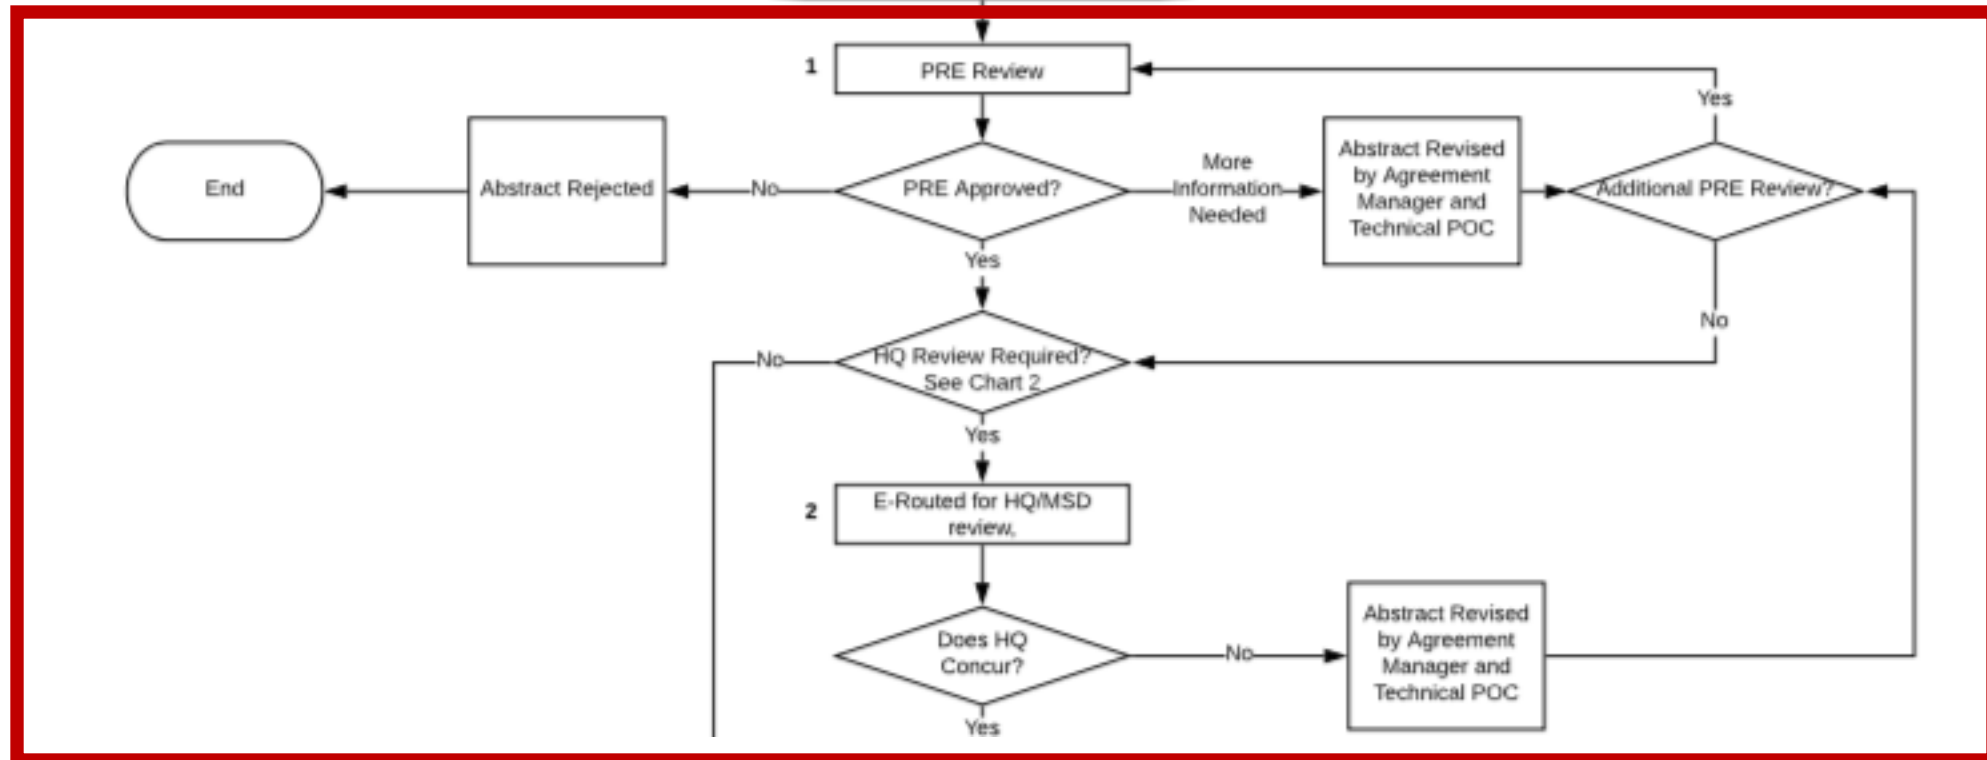 1
PRE Review
Yes
End
Abstract Rejected
No
PRE Approved?
More
Information
Needed
Abstract Revised
by Agreement
Manager and
Technical POC
Additional PRE Review?
Yes
No
No
HQ Review Required?
See Chart 2
Yes
2
E-Routed for HQ/MSD
review,
Does HQ
Concur?
No
Abstract Revised
by Agreement
Manager and
Technical POC
Yes